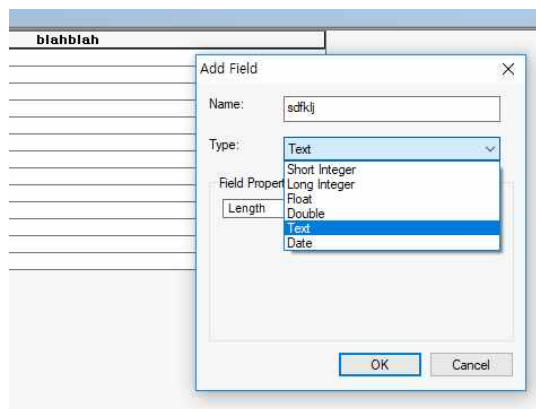 blahblah
Add Field
Name:
sdfklj
Type:
Text
Short Integer
Long Integer
Float
Double
Text
Date
Field Propert
Length
OK
Cancel